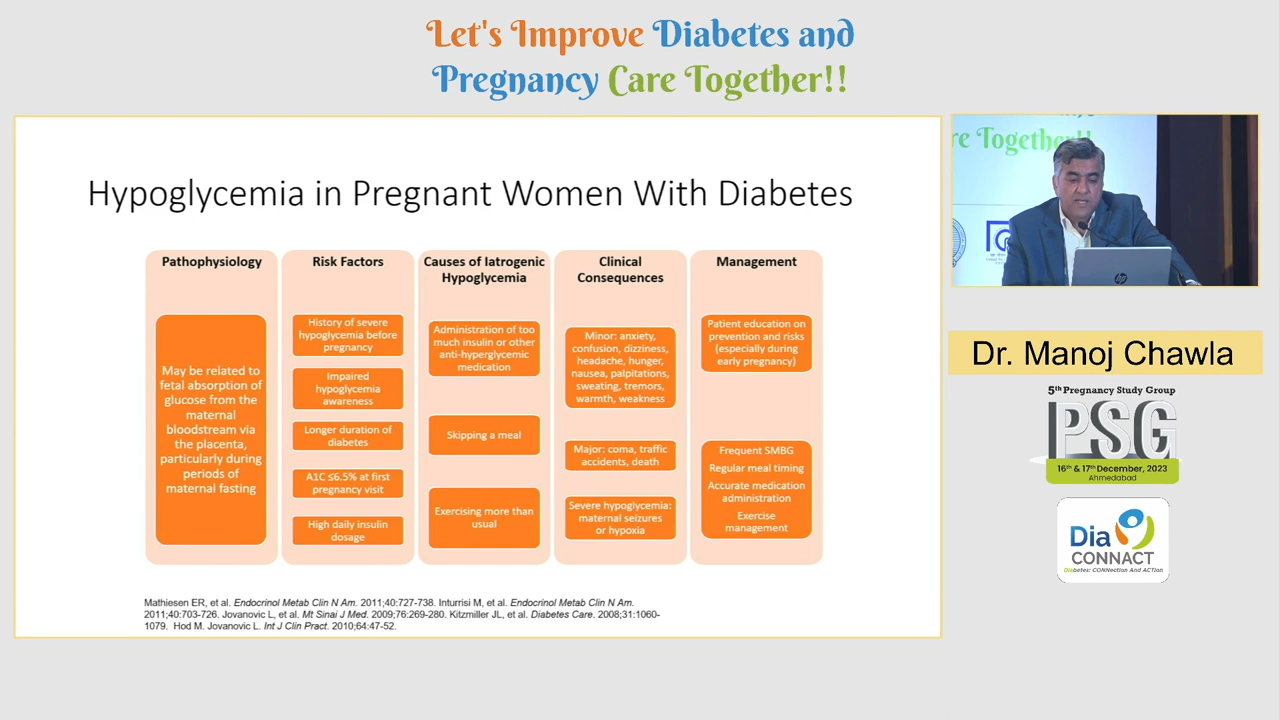 Let's Improve Diabetes and
Pregnancy Care Together!!
Hypoglycemia in Pregnant Women With Diabetes
Pathophysiology
May be related to
fetal absorption of
glucose from the
maternal
bloodstream via
the placenta,
particularly during
periods of
maternal fasting
Risk Factors
History of severe
hypoglycemia before
pregnancy
Impaired
hypoglycemia
awareness
Longer duration of
diabetes
A1C ≤6.5% at first
pregnancy visit
High daily insulin
dosage
Causes of Iatrogenic
Hypoglycemia
Administration of too
much insulin or other
anti-hyperglycemic
medication
Skipping a meal
Exercising more than
usual
Clinical
Consequences
Minor: anxiety,
confusion, dizziness,
headache, hunger,
nausea, palpitations,
sweating, tremors,
warmth, weakness
Major: coma, traffic
accidents, death
Severe hypoglycemia:
maternal seizures
or hypoxia
Management
Patient education on
prevention and risks
(especially during
early pregnancy)
Frequent SMBG
Regular meal timing
Accurate medication
administration
Exercise
management
Mathiesen ER, et al. Endocrinol Metab Clin N Am. 2011;40:727-738. Inturrisi M, et al. Endocrinol Metab Clin N Am.
2011;40:703-726. Jovanovic L, et al. Mt Sinai J Med. 2009;76:269-280. Kitzmiller JL, et al. Diabetes Care. 2008;31:1060-
1079. Hod M. Jovanovic L. Int J Clin Pract. 2010;64:47-52.
re Together!!
hp
Dr. Manoj Chawla
5th Pregnancy Study Group
PSG
16th & 17th December, 2023
Ahmedabad
Dia
CONNACT
Diabetes: CONNection And ACTion